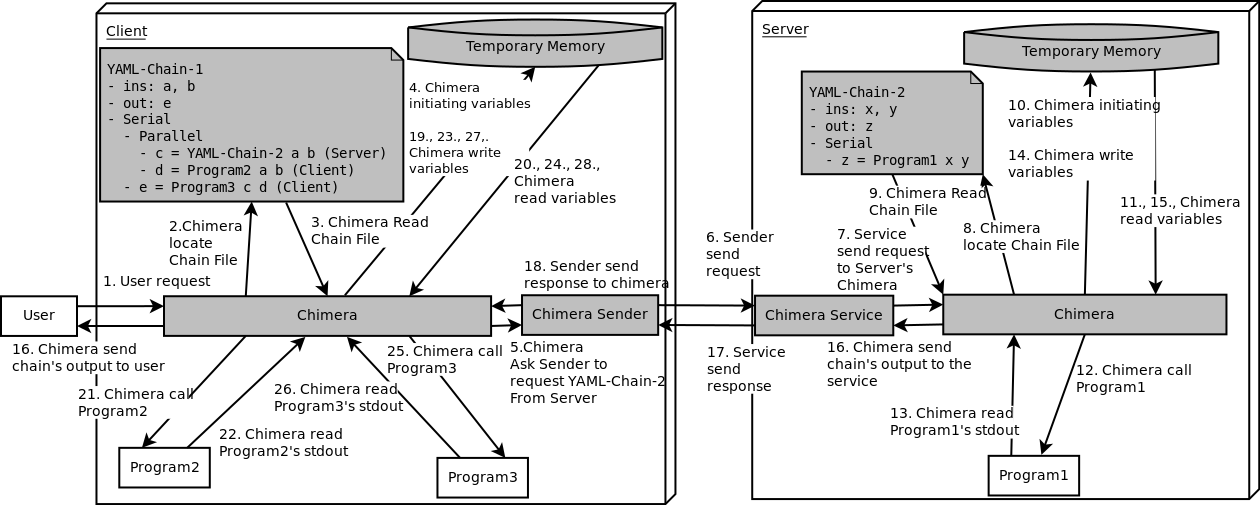 Client
YAML-Chain-1
- ins: a, b
- out: e
- Serial
  - Parallel
    - c = YAML-Chain-2 a b (Server)
    - d = Program2 a b (Client)
  - e = Program3 c d (Client)
Temporary Memory
4. Chimera
initiating variables
19., 23., 27,.
Chimera write
variables
20., 24., 28.,
Chimera
read variables
2.Chimera
locate
Chain File
3. Chimera Read
Chain File
1. User request
User
Chimera
18. Sender send
response to chimera
Chimera Sender
16. Chimera send
chain's output to user
21. Chimera call
Program2
22. Chimera read
Program2's stdout
Program2
25. Chimera call
Program3
26. Chimera read
Program3's stdout
Program3
5.Chimera
Ask Sender to
request YAML-Chain-2
From Server
6. Sender
send
request
17. Service
send
response
Server
YAML-Chain-2
- ins: x, y
- out: z
- Serial
  - z = Program1 x y
Temporary Memory
10. Chimera initiating
variables
14. Chimera write
variables
11., 15., Chimera
read variables
9. Chimera Read
Chain File
7. Service
send request
to Server's
Chimera
8. Chimera
locate Chain File
Chimera Service
Chimera
16. Chimera send
chain's output to the
service
12. Chimera call
Program1
13. Chimera read
Program1's stdout
Program1